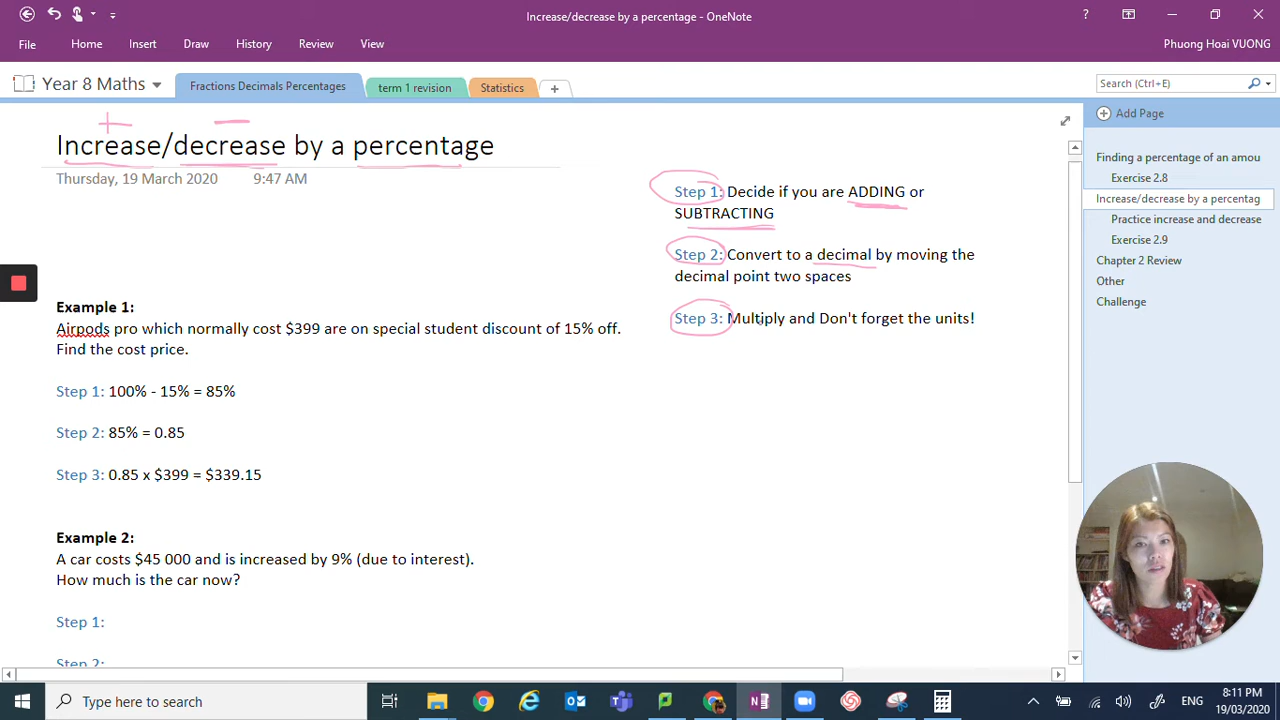 Increase/decrease by a percentage - OneNote
?
File
Home
Insert
Draw
History
Review
View
Phuong Hoai VUONG
Year 8 Maths
Fractions Decimals Percentages
term 1 revision
Statistics
Search (Ctrl+E)
+ -
Increase/decrease by a percentage
Thursday, 19 March 2020
9:47 AM
Step 1: Decide if you are ADDING or
SUBTRACTING
Step 2: Convert to a decimal by moving the
decimal point two spaces
Step 3: Multiply and Don't forget the units!
Example 1:
Airpods pro which normally cost $399 are on special student discount of 15% off.
Find the cost price.
Step 1: 100% - 15% = 85%
Step 2: 85% = 0.85
Step 3: 0.85 x $399 = $339.15
Example 2:
A car costs $45 000 and is increased by 9% (due to interest).
How much is the car now?
Step 1:
Step 2:
Add Page
Finding a percentage of an amou
Exercise 2.8
Increase/decrease by a percentag
Practice increase and decrease
Exercise 2.9
Chapter 2 Review
Other
Challenge
Type here to search
ENG
8:11 PM
19/03/2020